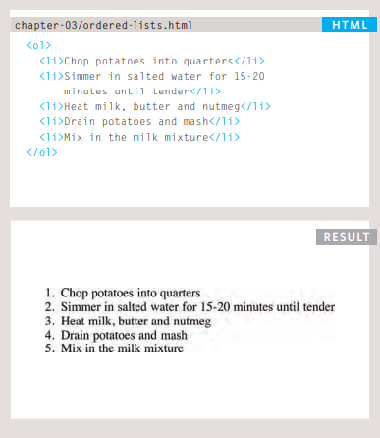 chapter-03/ordered-lists.html
HTML
<ol>
<li>Chop potatoes into quarters</li>
<li>Simmer in salted water for 15-20
minutes until tender</li>
<li>Heat milk, butter and nutmeg</li>
<li>Drain potatoes and mash</li>
<li>Mix in the milk mixture</li>
</ol>
RESULT
1. Chop potatoes into quarters
2. Simmer in salted water for 15-20 minutes until tender
3. Heat milk, butter and nutmeg
4. Drain potatoes and mash
5. Mix in the milk mixture